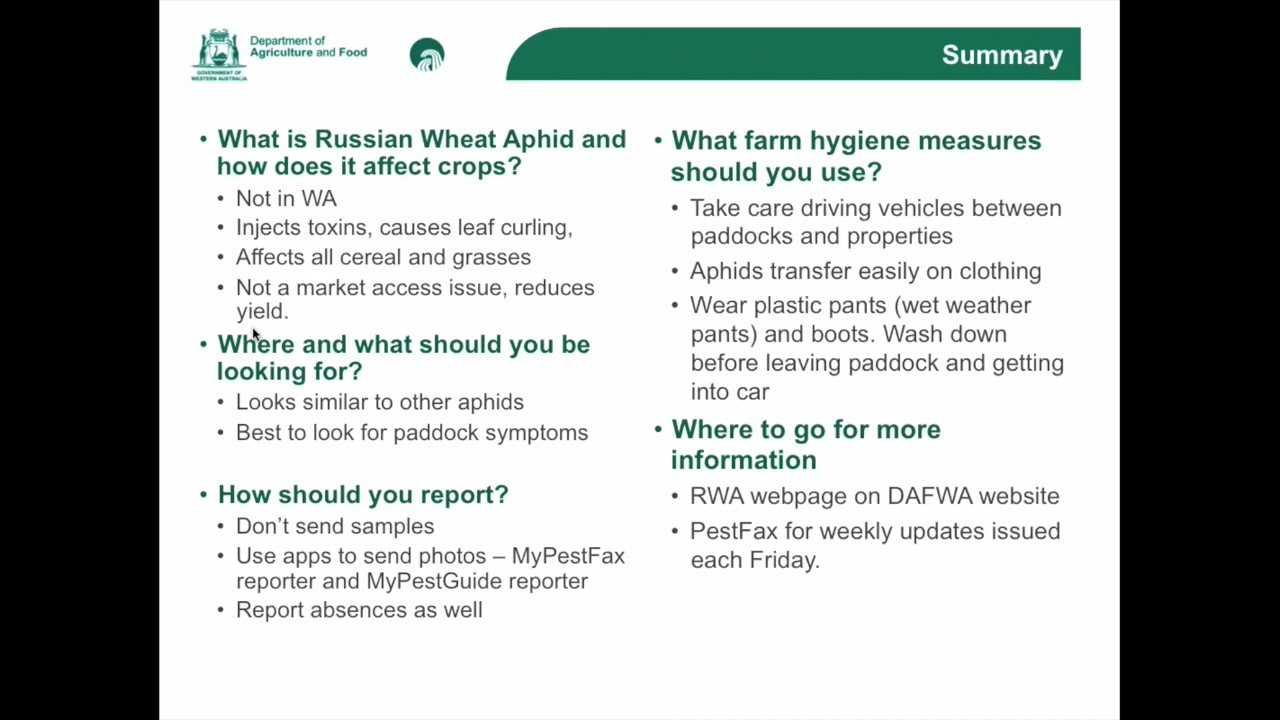 Department of
Agriculture and Food
GOVERNMENT OF
WESTERN AUSTRALIA
Summary
• What is Russian Wheat Aphid and
how does it affect crops?
• Not in WA
• Injects toxins, causes leaf curling,
• Affects all cereal and grasses
• Not a market access issue, reduces
yield.
• Where and what should you be
looking for?
• Looks similar to other aphids
• Best to look for paddock symptoms
• How should you report?
• Don’t send samples
• Use apps to send photos – MyPestFax
reporter and MyPestGuide reporter
• Report absences as well
• What farm hygiene measures
should you use?
• Take care driving vehicles between
paddocks and properties
• Aphids transfer easily on clothing
• Wear plastic pants (wet weather
pants) and boots. Wash down
before leaving paddock and getting
into car
• Where to go for more
information
• RWA webpage on DAFWA website
• PestFax for weekly updates issued
each Friday.